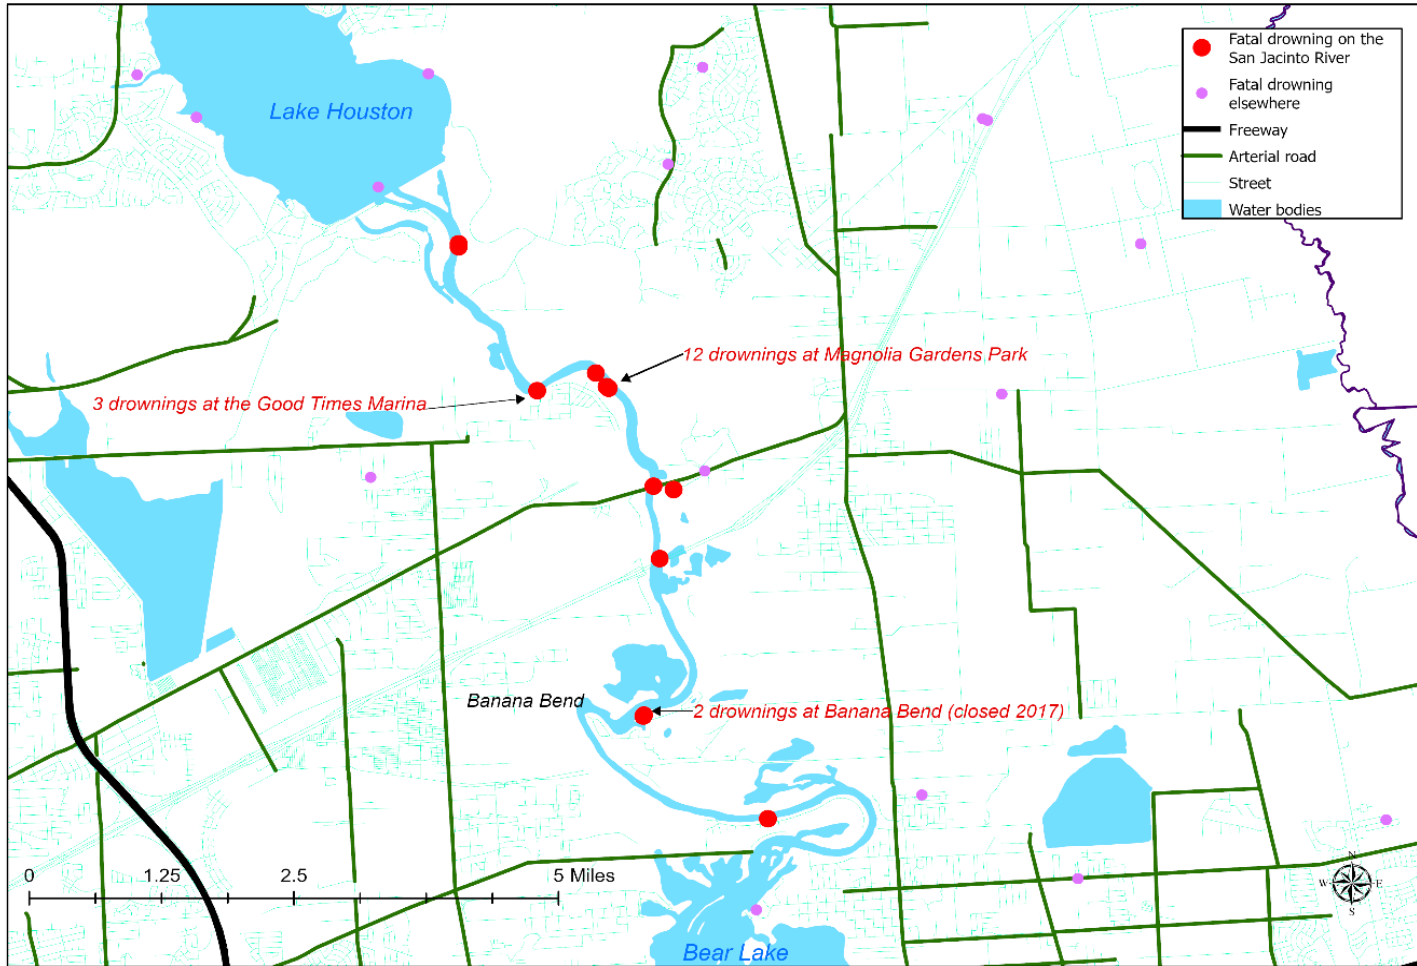 Fatal drowning on the
San Jacinto River
Fatal drowning
elsewhere
Freeway
Arterial road
Street
Water bodies
Lake Houston
12 drownings at Magnolia Gardens Park
3 drownings at the Good Times Marina
Banana Bend
2 drownings at Banana Bend (closed 2017)
0 1.25 2.5 5 Miles
N
W E
S
Bear Lake